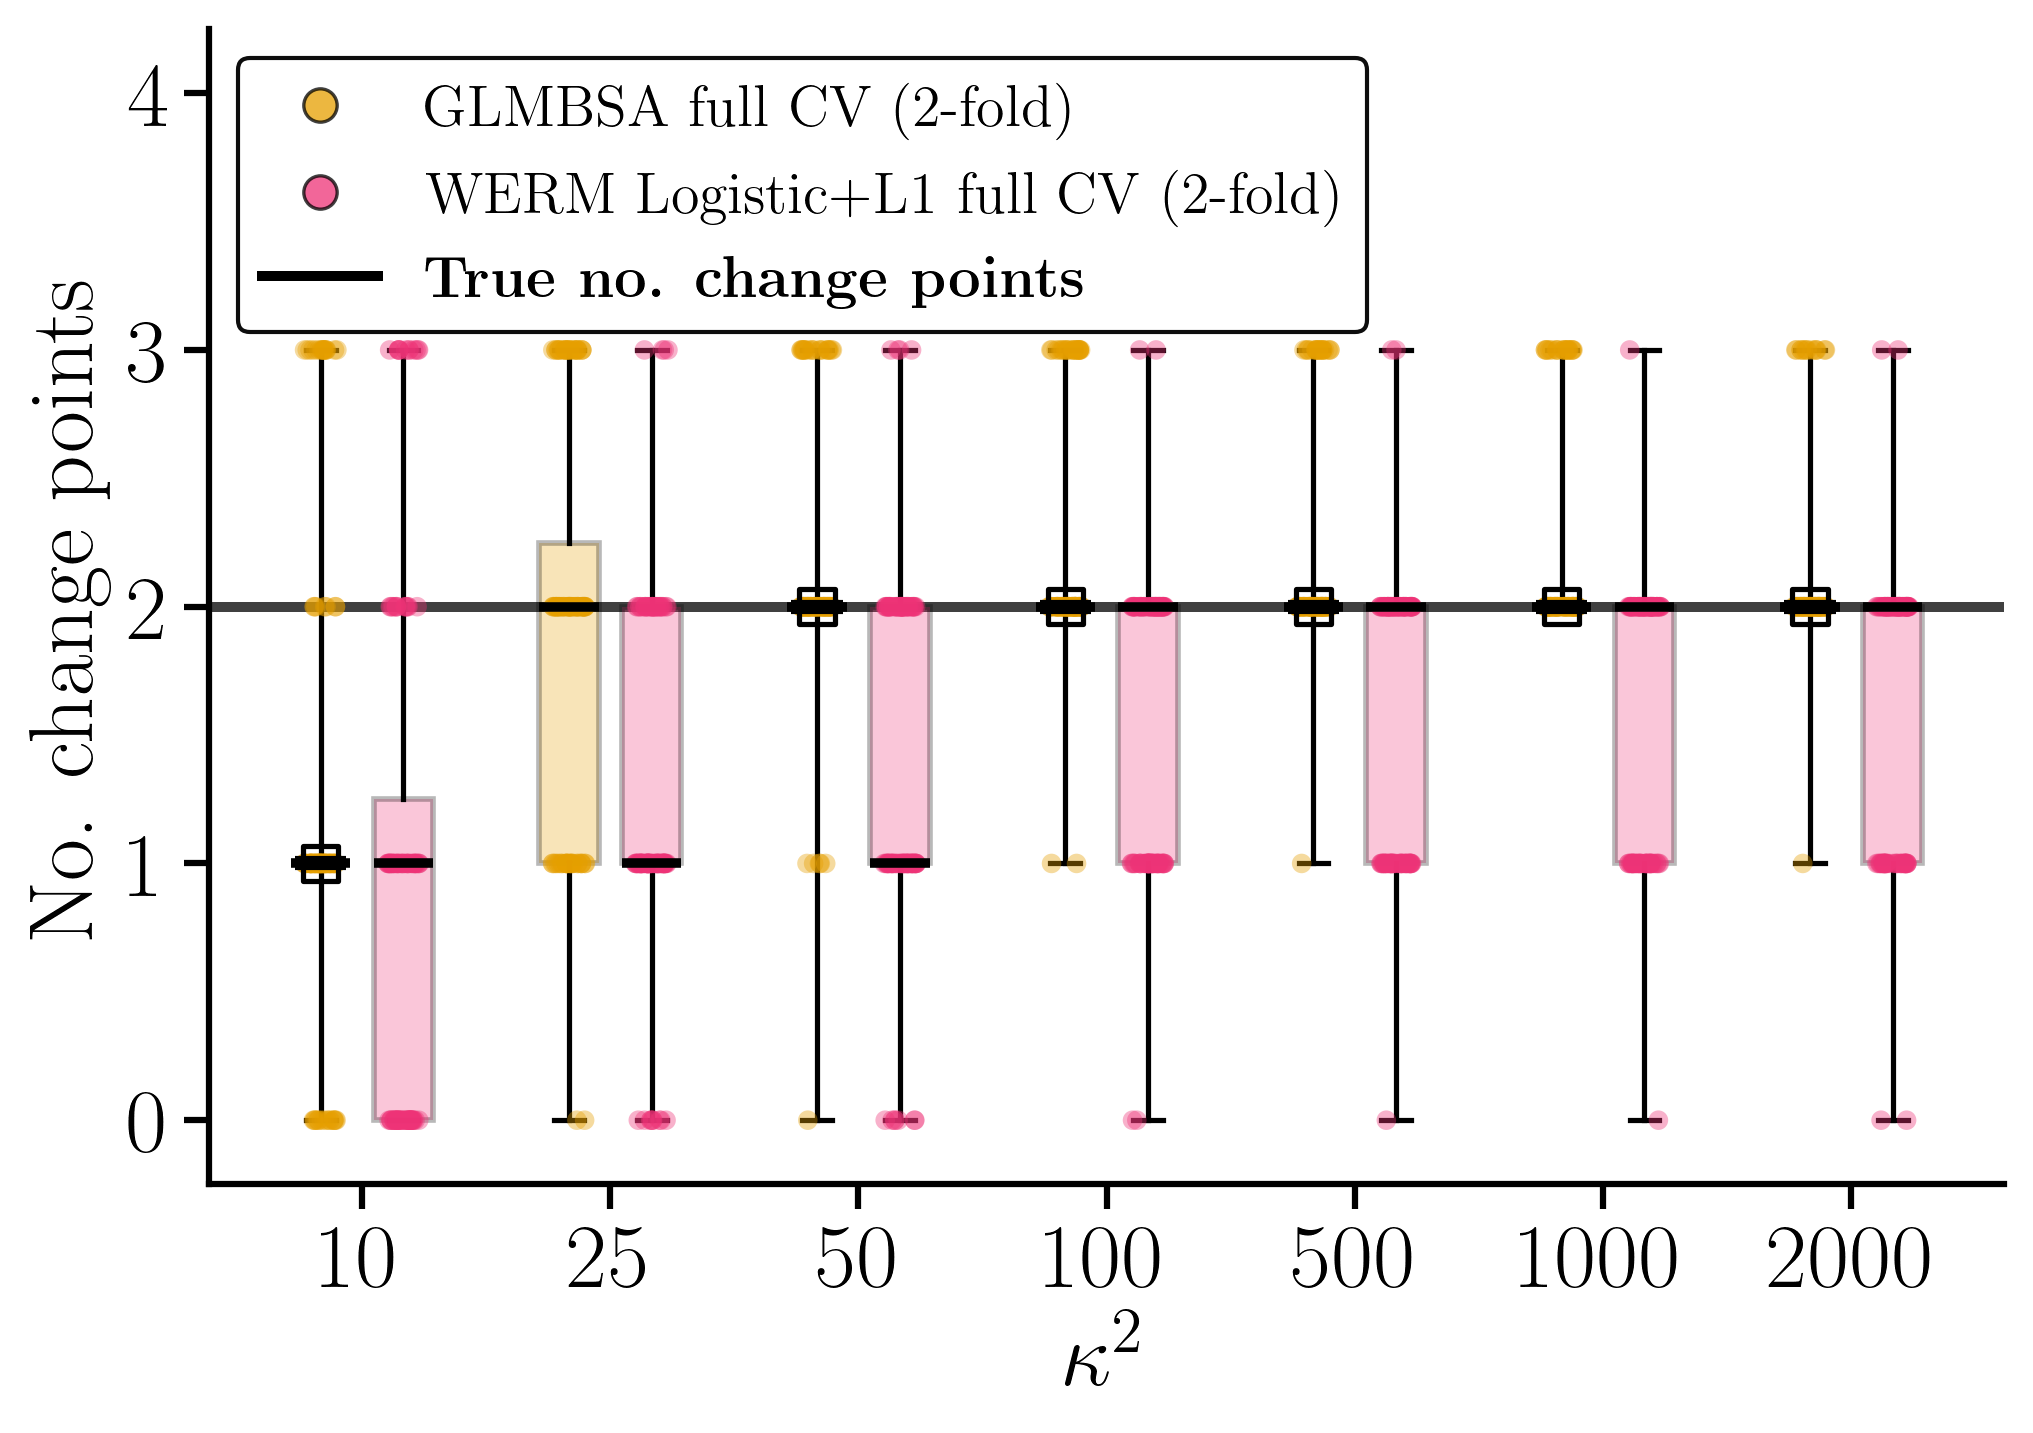 GLMBSA full CV (2-fold)
WERM Logistic+L1 full CV (2-fold)
True no. change points
No. change points
4
3
2
1
0
10 25 50 100 500 1000 2000
κ²